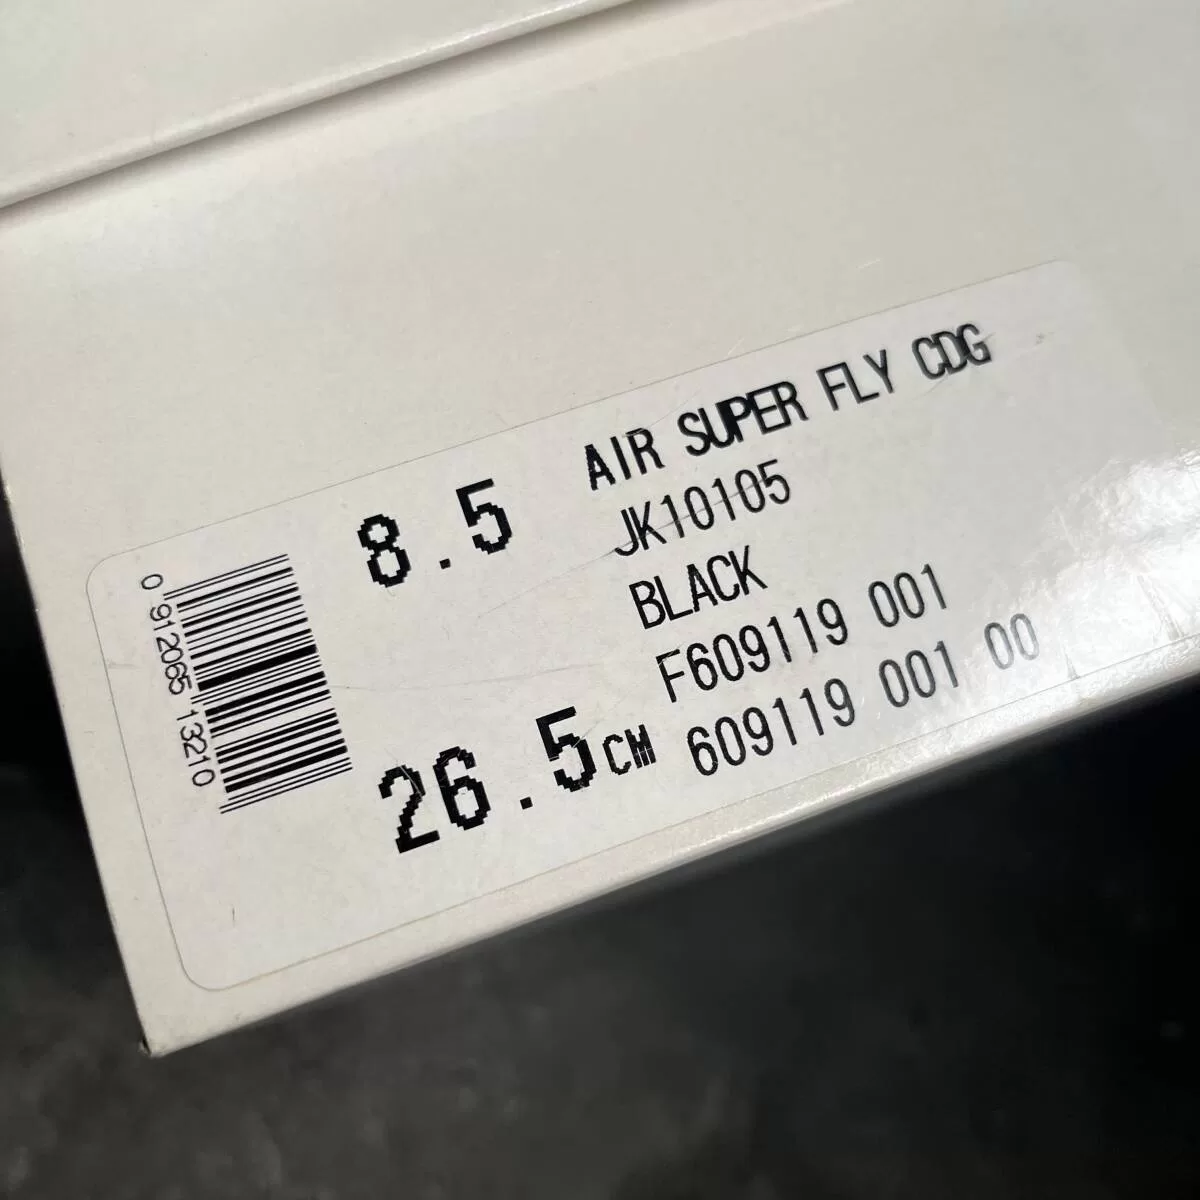 8.5
AIR SUPER FLY CDG
JK10105
BLACK
F609119 001
26.5CM
609119 001 00
0 912065 13210